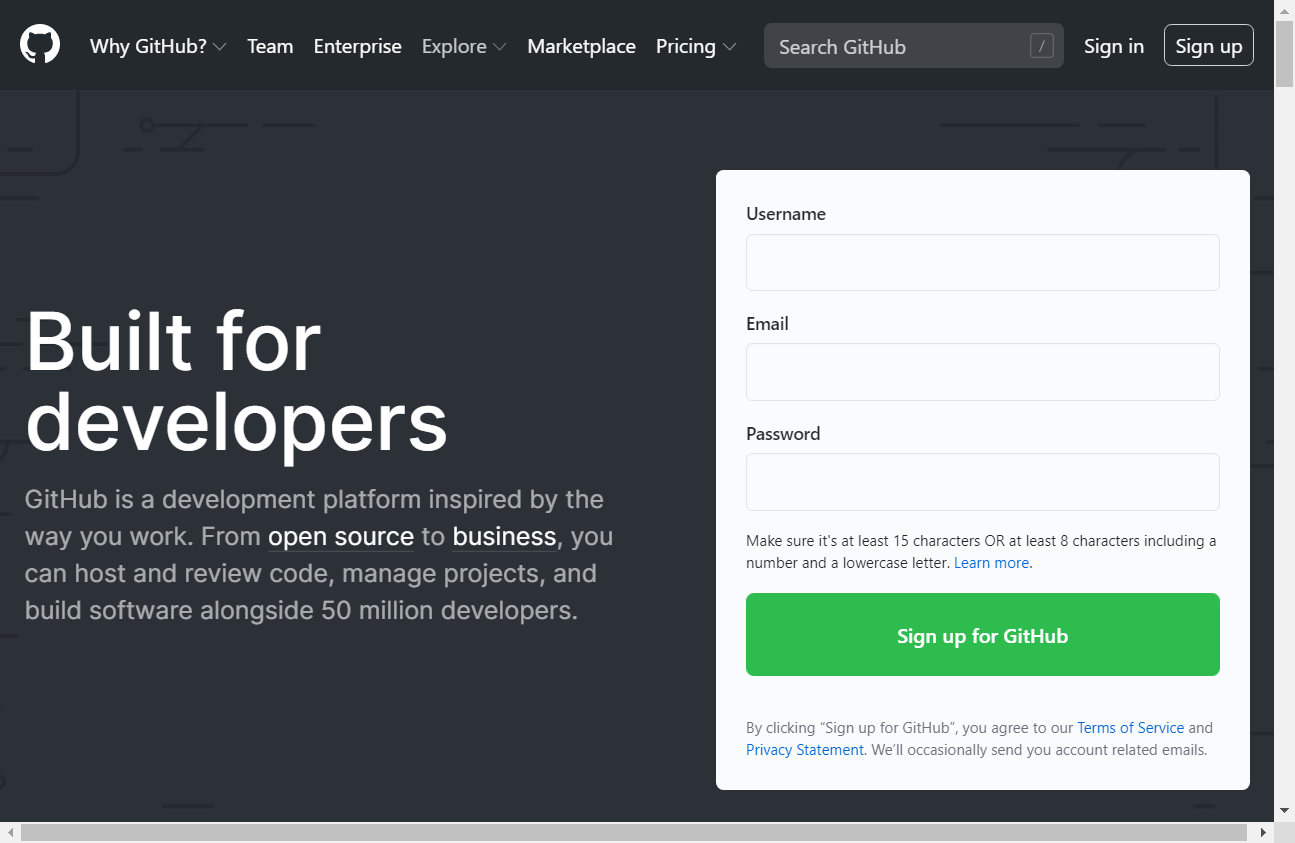 Why GitHub? Team Enterprise Explore Marketplace Pricing Search GitHub / Sign in Sign up
Built for
developers
GitHub is a development platform inspired by the
way you work. From open source to business, you
can host and review code, manage projects, and
build software alongside 50 million developers.
Username
Email
Password
Make sure it's at least 15 characters OR at least 8 characters including a
number and a lowercase letter. Learn more.
Sign up for GitHub
By clicking “Sign up for GitHub”, you agree to our Terms of Service and
Privacy Statement. We’ll occasionally send you account related emails.